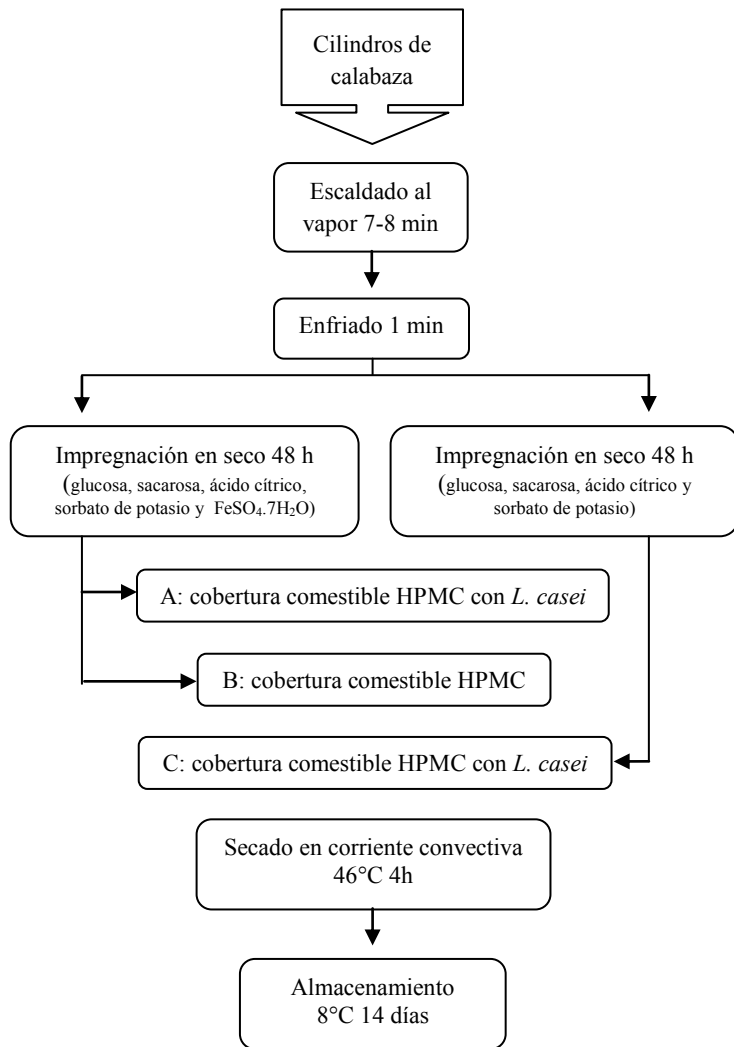 Cilindros de
calabaza
Escaldado al
vapor 7-8 min
Enfriado 1 min
Impregnación en seco 48 h
(glucosa, sacarosa, ácido cítrico,
sorbato de potasio y FeSO₄.7H₂O)
Impregnación en seco 48 h
(glucosa, sacarosa, ácido cítrico y
sorbato de potasio)
A: cobertura comestible HPMC con L. casei
B: cobertura comestible HPMC
C: cobertura comestible HPMC con L. casei
Secado en corriente convectiva
46°C 4h
Almacenamiento
8°C 14 días